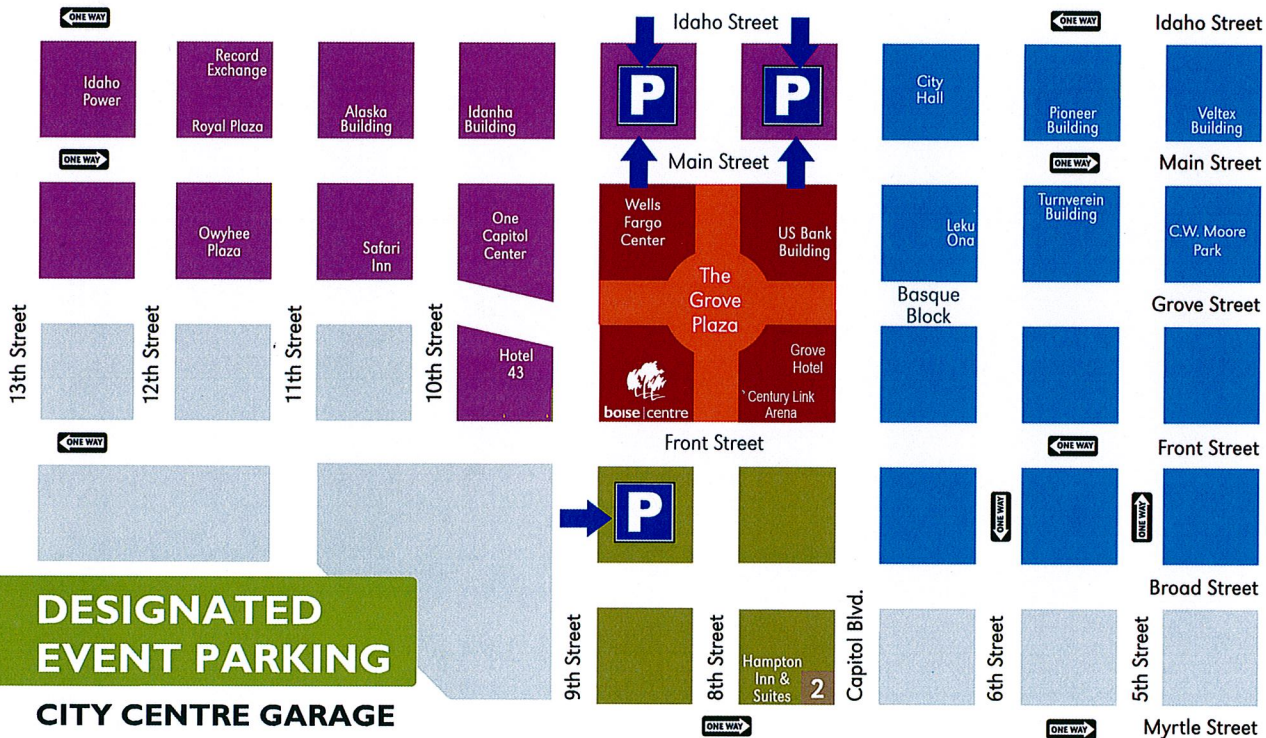 ONE WAY
Idaho Street
ONE WAY
Idaho Street
Idaho
Power
Record
Exchange
Royal Plaza
Alaska
Building
Idanha
Building
P
P
City
Hall
Pioneer
Building
Veltex
Building
ONE WAY
Main Street
ONE WAY
Main Street
Owyhee
Plaza
Safari
Inn
One
Capitol
Center
Wells
Fargo
Center
US Bank
Building
The
Grove
Plaza
Leku
Ona
Turnverein
Building
C.W. Moore
Park
Basque
Block
Grove Street
13th Street
12th Street
11th Street
10th Street
Hotel
43
boise|centre
Grove
Hotel
Century Link
Arena
ONE WAY
Front Street
ONE WAY
Front Street
P
ONE WAY
ONE WAY
Broad Street
DESIGNATED
EVENT PARKING
CITY CENTRE GARAGE
9th Street
8th Street
Hampton
Inn &
Suites
2
Capitol Blvd.
6th Street
5th Street
ONE WAY
ONE WAY
Myrtle Street